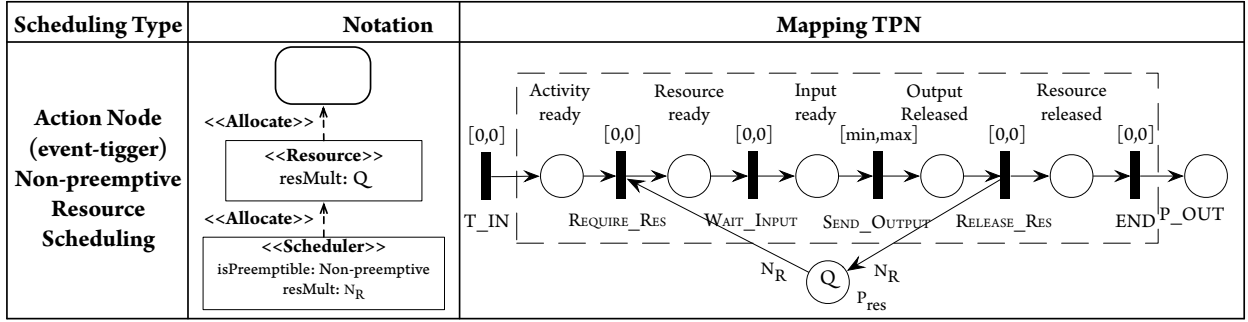 Scheduling Type
Notation
Mapping TPN
Action Node
(event-tigger)
Non-preemptive
Resource
Scheduling
<<Allocate>>
<<Resource>>
resMult: Q
<<Allocate>>
<<Scheduler>>
isPreemptible: Non-preemptive
resMult: NR
Activity
ready
Resource
ready
Input
ready
Output
Released
Resource
released
[0,0]
[0,0]
[0,0]
[min,max]
[0,0]
[0,0]
T_IN
REQUIRE_RES
WAIT_INPUT
SEND_OUTPUT
RELEASE_RES
END
P_OUT
NR
Q
NR
Pres